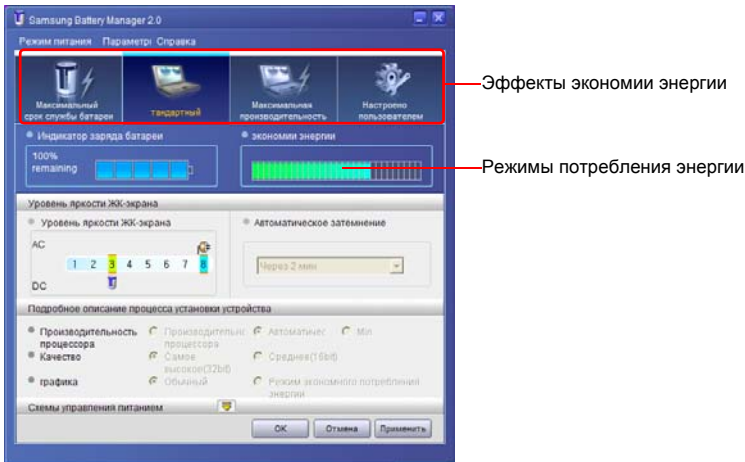 Samsung Battery Manager 2.0
Режим питания Параметрі Справка
Максимальный
срок службы батареи
тандартный
Максимальная
производительность
Настроено
пользователем
Эффекты экономии энергии
Индикатор заряда батареи
экономии энергии
100%
remaining
Режимы потребления энергии
Уровень яркости ЖК-экрана
Уровень яркости ЖК-экрана
Автоматическое затемнение
AC
1 2 3 4 5 6 7 8
Через 2 мин
DC
Подробное описание процесса установки устройства
Производительность
процессора
Производительнс
процессора
Автоматичес
Min
Качество
Самое
высокое(32bit)
Среднее(16bit)
графика
Обычный
Режим экономного потребления
энергии
Схемы управления питанием
OK
Отмена
Применить